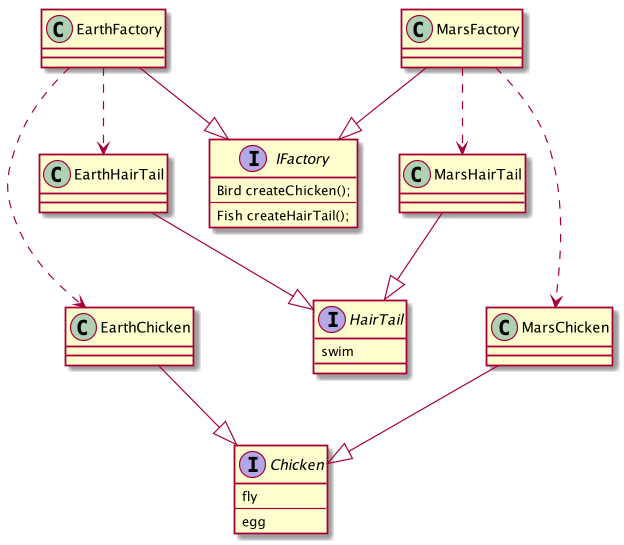 C EarthFactory
C MarsFactory
I IFactory
Bird createChicken();
Fish createHairTail();
C EarthHairTail
C MarsHairTail
C EarthChicken
I HairTail
swim
C MarsChicken
I Chicken
fly
egg